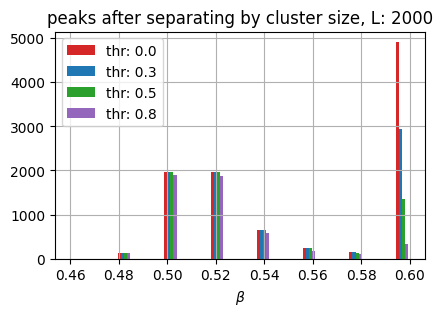 peaks after separating by cluster size, L: 2000
5000
4000
3000
2000
1000
0
thr: 0.0
thr: 0.3
thr: 0.5
thr: 0.8
0.46 0.48 0.50 0.52 0.54 0.56 0.58 0.60
β